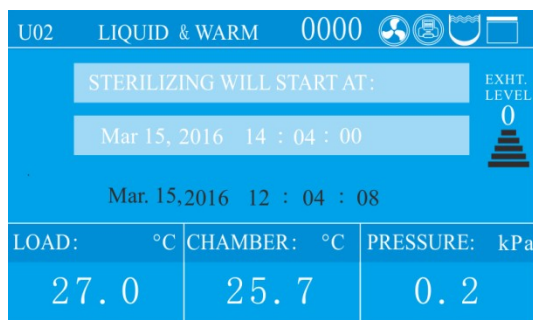 U02 LIQUID & WARM 0000
STERILIZING WILL START AT:
EXHT.
LEVEL
0
Mar 15, 2016 14 : 04 : 00
Mar. 15,2016 12 : 04 : 08
LOAD: °C CHAMBER: °C PRESSURE: kPa
27.0 25.7 0.2